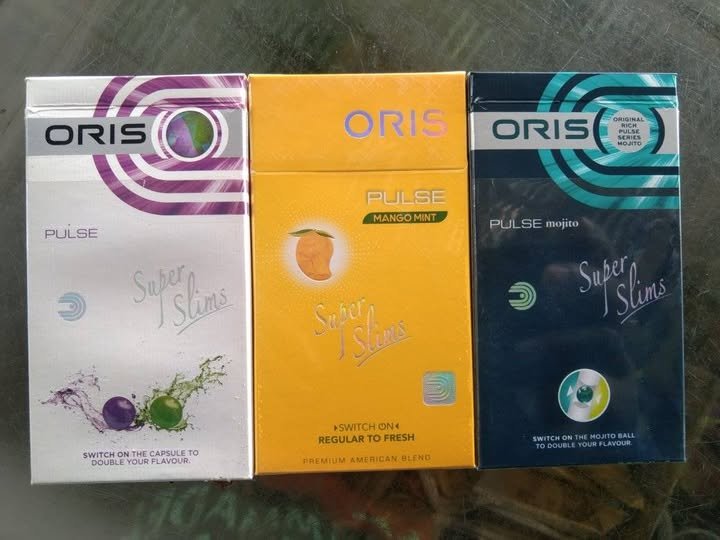 ORIS
PULSE
Super
Slims
SWITCH ON THE CAPSULE TO
DOUBLE YOUR FLAVOUR.
ORIS
PULSE
MANGO MINT
Super
Slims
SWITCH ON
REGULAR TO FRESH
PREMIUM AMERICAN BLEND
ORIS
ORIGINAL
RICH
PULSE
SERIES
MOJITO
PULSE mojito
Super
Slims
SWITCH ON THE MOJITO BALL
TO DOUBLE YOUR FLAVOUR.